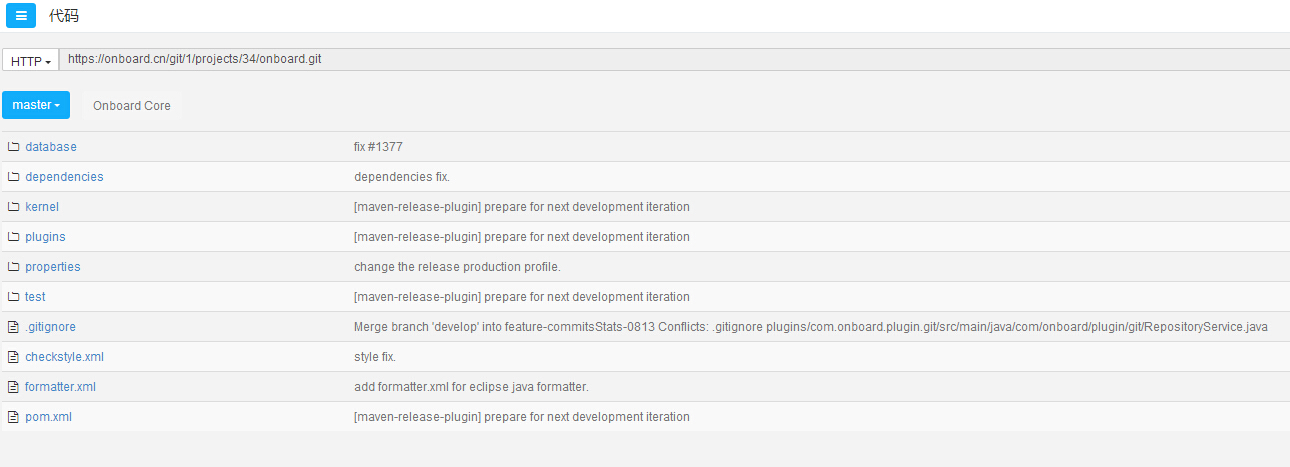 代码
HTTP https://onboard.cn/git/1/projects/34/onboard.git
master Onboard Core
database fix #1377
dependencies dependencies fix.
kernel [maven-release-plugin] prepare for next development iteration
plugins [maven-release-plugin] prepare for next development iteration
properties change the release production profile.
test [maven-release-plugin] prepare for next development iteration
.gitignore Merge branch 'develop' into feature-commitsStats-0813 Conflicts: .gitignore plugins/com.onboard.plugin.git/src/main/java/com/onboard/plugin/git/RepositoryService.java
checkstyle.xml style fix.
formatter.xml add formatter.xml for eclipse java formatter.
pom.xml [maven-release-plugin] prepare for next development iteration